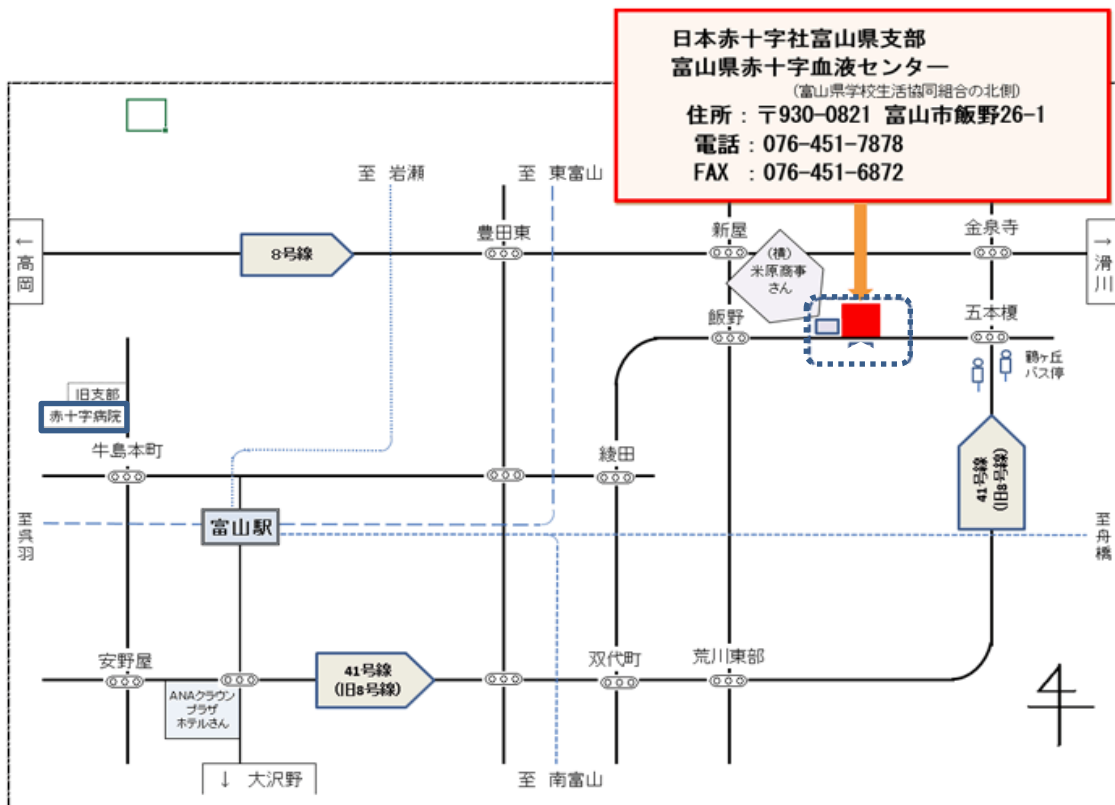 日本赤十字社富山県支部
富山県赤十字血液センター
(富山県学校生活協同組合の北側)
住所：〒930-0821 富山市飯野26-1
電話：076-451-7878
FAX ：076-451-6872
至 岩瀬
至 東富山
←高岡
8号線
豊田東
新屋
金泉寺
→滑川
(横)
米原商事
さん
飯野
五本榎
鶴ヶ丘
バス停
旧支部
赤十字病院
牛島本町
綾田
41号線
(旧8号線)
至呉羽
富山駅
至舟橋
安野屋
41号線
(旧8号線)
双代町
荒川東部
ANAクラウン
プラザ
ホテルさん
↓ 大沢野
至 南富山